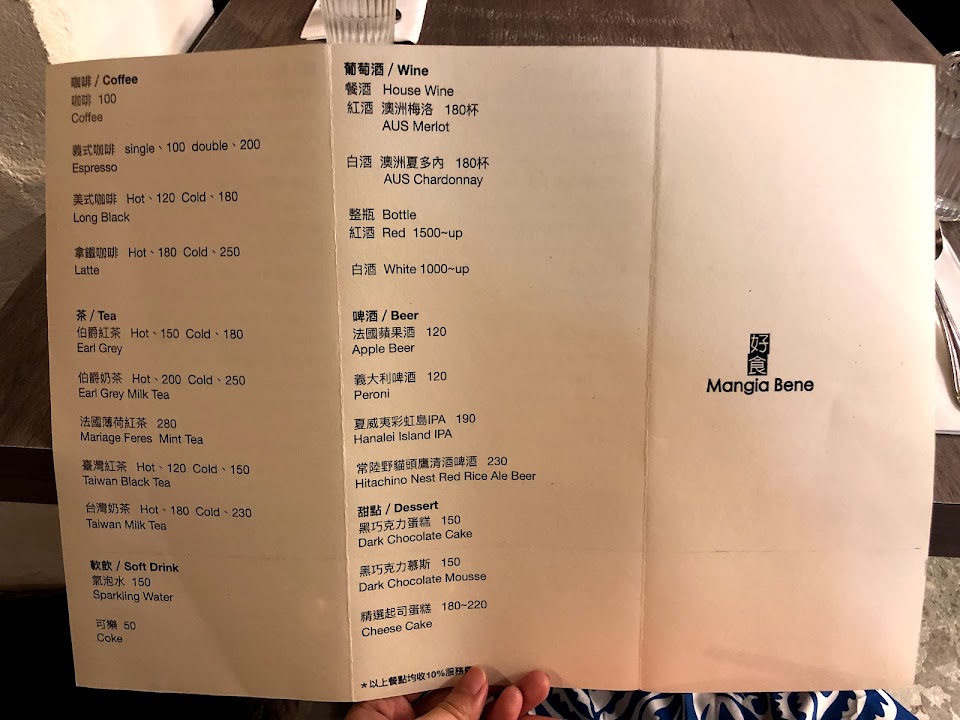 咖啡 / Coffee
咖啡 100
Coffee
義式咖啡 single、100 double、200
Espresso
美式咖啡 Hot、120 Cold、180
Long Black
拿鐵咖啡 Hot、180 Cold、250
Latte
茶 / Tea
伯爵紅茶 Hot、150 Cold、180
Earl Grey
伯爵奶茶 Hot、200 Cold、250
Earl Grey Milk Tea
法國薄荷紅茶 280
Mariage Feres Mint Tea
臺灣紅茶 Hot、120 Cold、150
Taiwan Black Tea
台灣奶茶 Hot、180 Cold、230
Taiwan Milk Tea
軟飲 / Soft Drink
氣泡水 150
Sparkling Water
可樂 50
Coke
葡萄酒 / Wine
餐酒 House Wine
紅酒 澳洲梅洛 180杯
AUS Merlot
白酒 澳洲夏多內 180杯
AUS Chardonnay
整瓶 Bottle
紅酒 Red 1500~up
白酒 White 1000~up
啤酒 / Beer
法國蘋果酒 120
Apple Beer
義大利啤酒 120
Peroni
夏威夷彩虹島IPA 190
Hanalei Island IPA
常陸野貓頭鷹清酒啤酒 230
Hitachino Nest Red Rice Ale Beer
甜點 / Dessert
黑巧克力蛋糕 150
Dark Chocolate Cake
黑巧克力慕斯 150
Dark Chocolate Mousse
精選起司蛋糕 180~220
Cheese Cake
*以上餐點均收10%服務費
好食
Mangia Bene